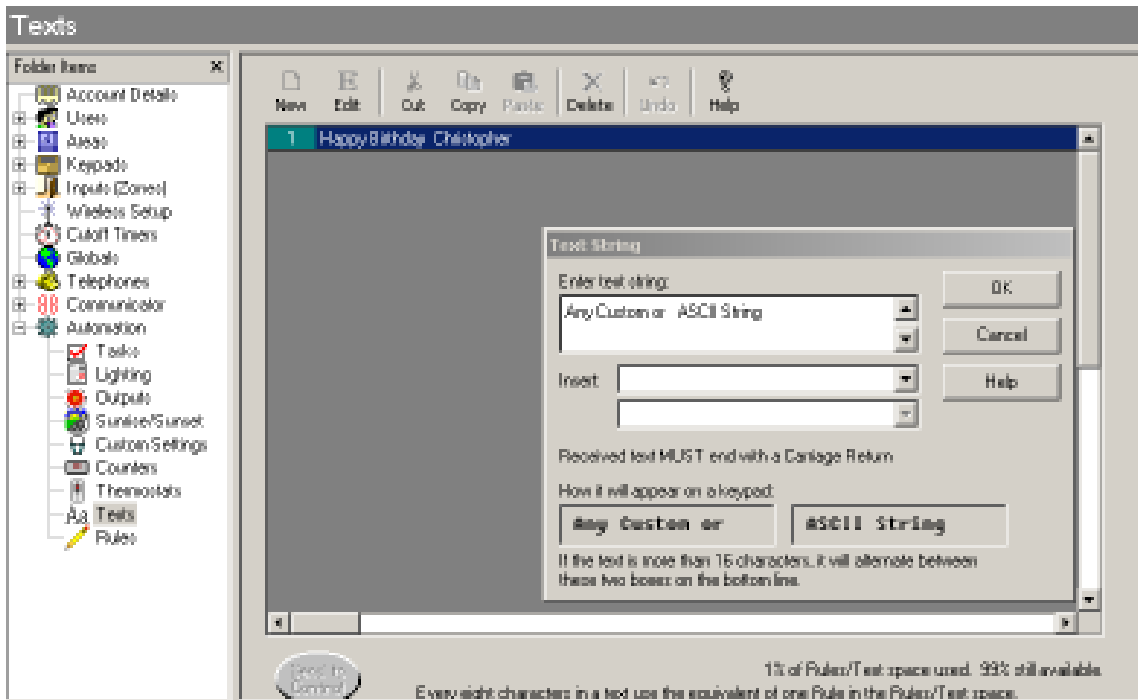 Texts
Folder Items
Account Details
Users
Areas
Keypads
Inputs (Zones)
Wireless Setup
Cutoff Timers
Globals
Telephones
Communicator
Automation
Tasks
Lighting
Outputs
Sunrise/Sunset
Custom Settings
Counters
Thermostats
Aa Texts
Rules
New Edit Cut Copy Paste Delete Undo Help
1 Happy Birthday Christopher
Text String
Enter text string:
Any Custom or ASCII String
OK
Cancel
Insert
Help
Received text MUST end with a Carriage Return
How it will appear on a keypad:
Any Custom or ASCII String
If the text is more than 16 characters, it will alternate between
these two boxes on the bottom line.
Send to
Control
1% of Rules/Text space used. 99% still available.
Every eight characters in a text use the equivalent of one Rule in the Rules/Text space.